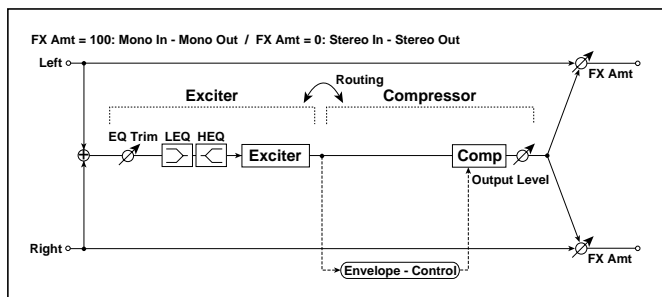 FX Amt = 100: Mono In - Mono Out / FX Amt = 0: Stereo In - Stereo Out
Left
FX Amt
Routing
Exciter
Compressor
EQ Trim
LEQ
HEQ
Exciter
Comp
Output Level
Right
FX Amt
Envelope - Control